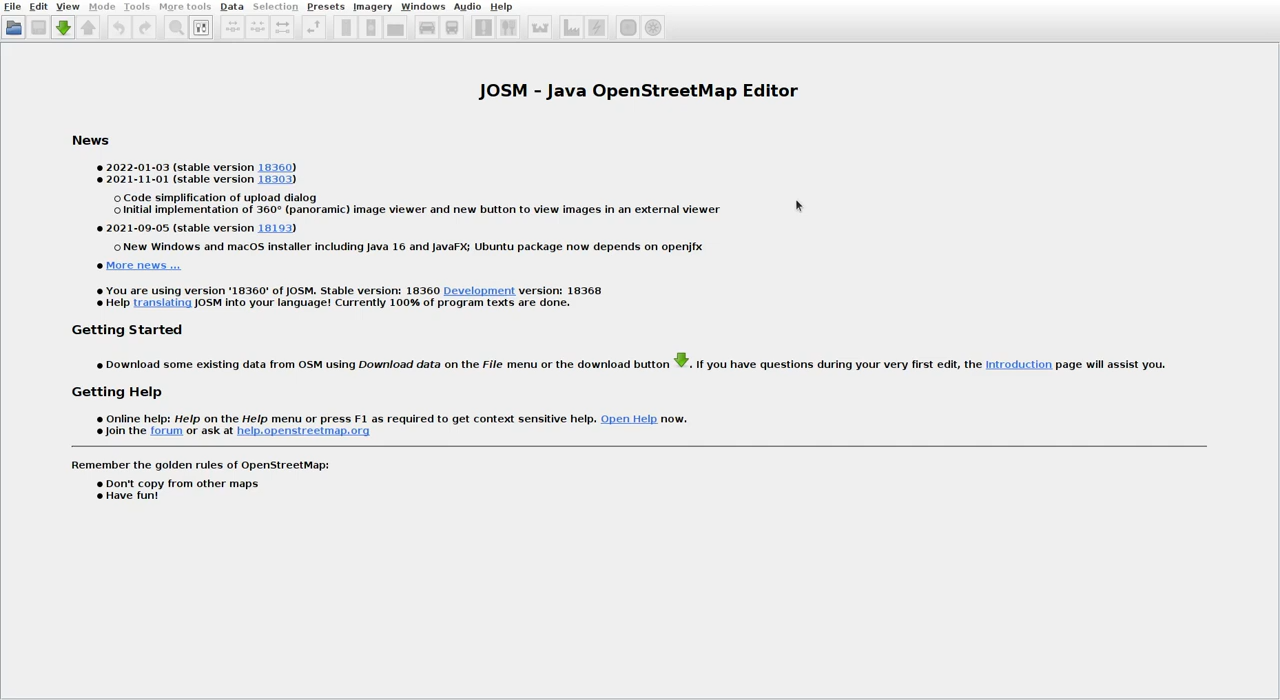 File Edit View Mode Tools More tools Data Selection Presets Imagery Windows Audio Help
JOSM – Java OpenStreetMap Editor
News
2022-01-03 (stable version 18360)
2021-11-01 (stable version 18303)
Code simplification of upload dialog
Initial implementation of 360° (panoramic) image viewer and new button to view images in an external viewer
2021-09-05 (stable version 18193)
New Windows and macOS installer including Java 16 and JavaFX; Ubuntu package now depends on openjfx
More news ...
You are using version '18360' of JOSM. Stable version: 18360 Development version: 18368
Help translating JOSM into your language! Currently 100% of program texts are done.
Getting Started
Download some existing data from OSM using Download data on the File menu or the download button . If you have questions during your very first edit, the Introduction page will assist you.
Getting Help
Online help: Help on the Help menu or press F1 as required to get context sensitive help. Open Help now.
Join the forum or ask at help.openstreetmap.org
Remember the golden rules of OpenStreetMap:
Don't copy from other maps
Have fun!